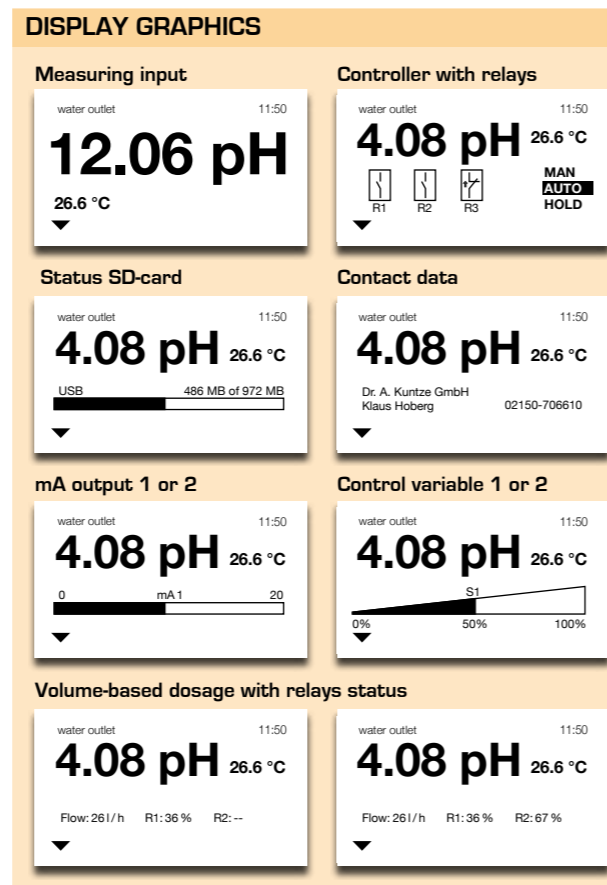 DISPLAY GRAPHICS
Measuring input
water outlet 11:50
12.06 pH
26.6 °C
Controller with relays
water outlet 11:50
4.08 pH 26.6 °C
R1 R2 R3
MAN
AUTO
HOLD
Status SD-card
water outlet 11:50
4.08 pH 26.6 °C
USB 486 MB of 972 MB
Contact data
water outlet 11:50
4.08 pH 26.6 °C
Dr. A. Kuntze GmbH
Klaus Hoberg 02150-706610
mA output 1 or 2
water outlet 11:50
4.08 pH 26.6 °C
0 mA 1 20
Control variable 1 or 2
water outlet 11:50
4.08 pH 26.6 °C
S1
0% 50% 100%
Volume-based dosage with relays status
water outlet 11:50
4.08 pH 26.6 °C
Flow: 26 l / h R1: 36 % R2: --
water outlet 11:50
4.08 pH 26.6 °C
Flow: 26 l / h R1: 36 % R2: 67 %